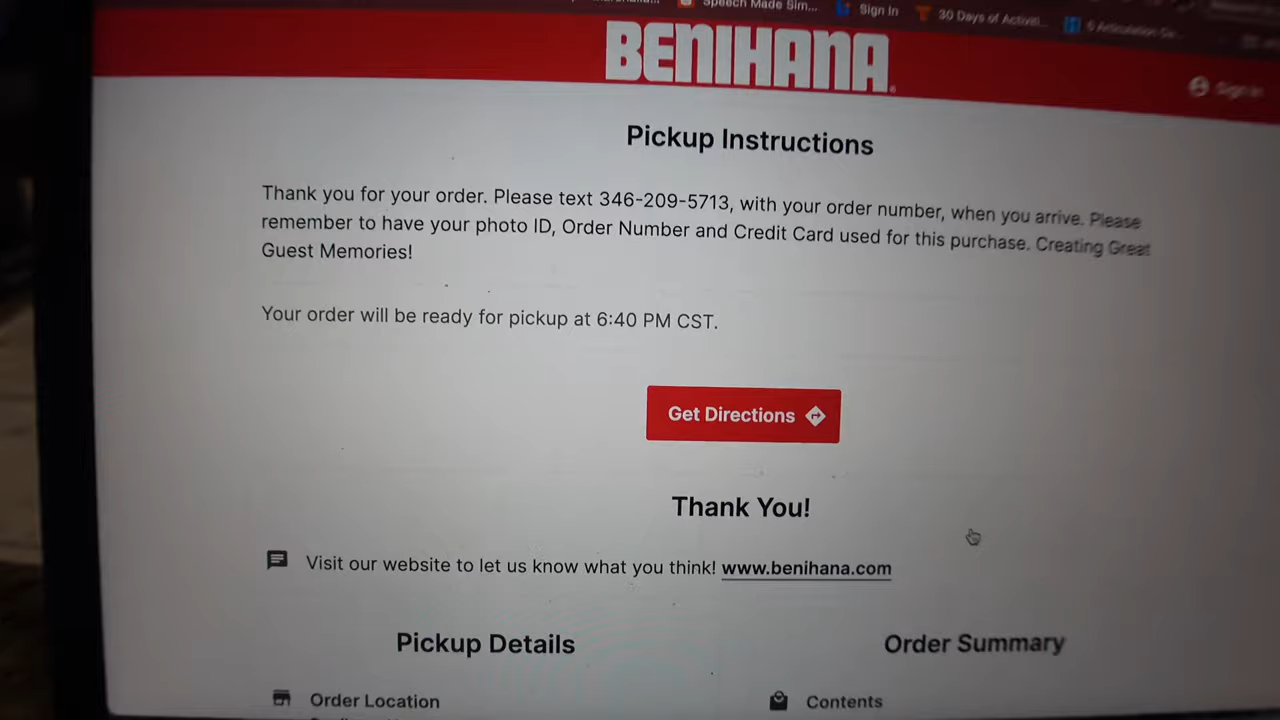 Speech Made Sim...
Sign In
30 Days of Activiti...
BENIHANA
Sign In
Pickup Instructions
Thank you for your order. Please text 346-209-5713, with your order number, when you arrive. Please
remember to have your photo ID, Order Number and Credit Card used for this purchase. Creating Great
Guest Memories!
Your order will be ready for pickup at 6:40 PM CST.
Get Directions
Thank You!
Visit our website to let us know what you think! www.benihana.com
Pickup Details
Order Summary
Order Location
Contents